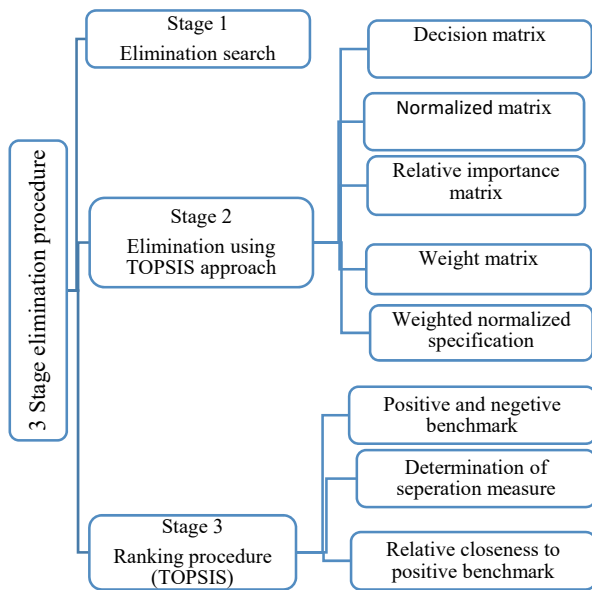 3 Stage elimination procedure
Stage 1
Elimination search
Stage 2
Elimination using
TOPSIS approach
Decision matrix
Normalized matrix
Relative importance
matrix
Weight matrix
Weighted normalized
specification
Stage 3
Ranking procedure
(TOPSIS)
Positive and negetive
benchmark
Determination of
seperation measure
Relative closeness to
positive benchmark